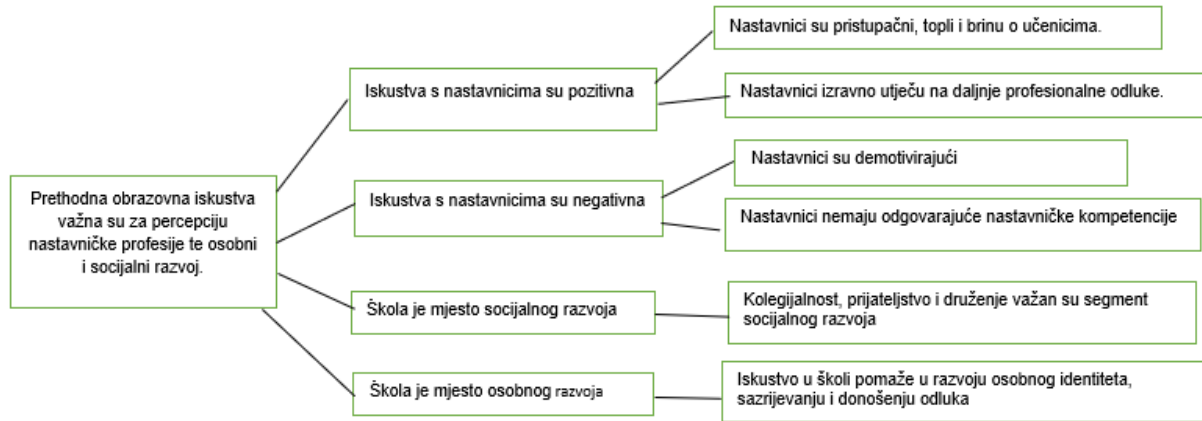 Prethodna obrazovna iskustva
važna su za percepciju
nastavničke profesije te osobni
i socijalni razvoj.
Iskustva s nastavnicima su pozitivna
Nastavnici su pristupačni, topli i brinu o učenicima.
Nastavnici izravno utječu na daljnje profesionalne odluke.
Iskustva s nastavnicima su negativna
Nastavnici su demotivirajući
Nastavnici nemaju odgovarajuće nastavničke kompetencije
Škola je mjesto socijalnog razvoja
Kolegijalnost, prijateljstvo i druženje važan su segment
socijalnog razvoja
Škola je mjesto osobnog razvoja
Iskustvo u školi pomaže u razvoju osobnog identiteta,
sazrijevanju i donošenju odluka